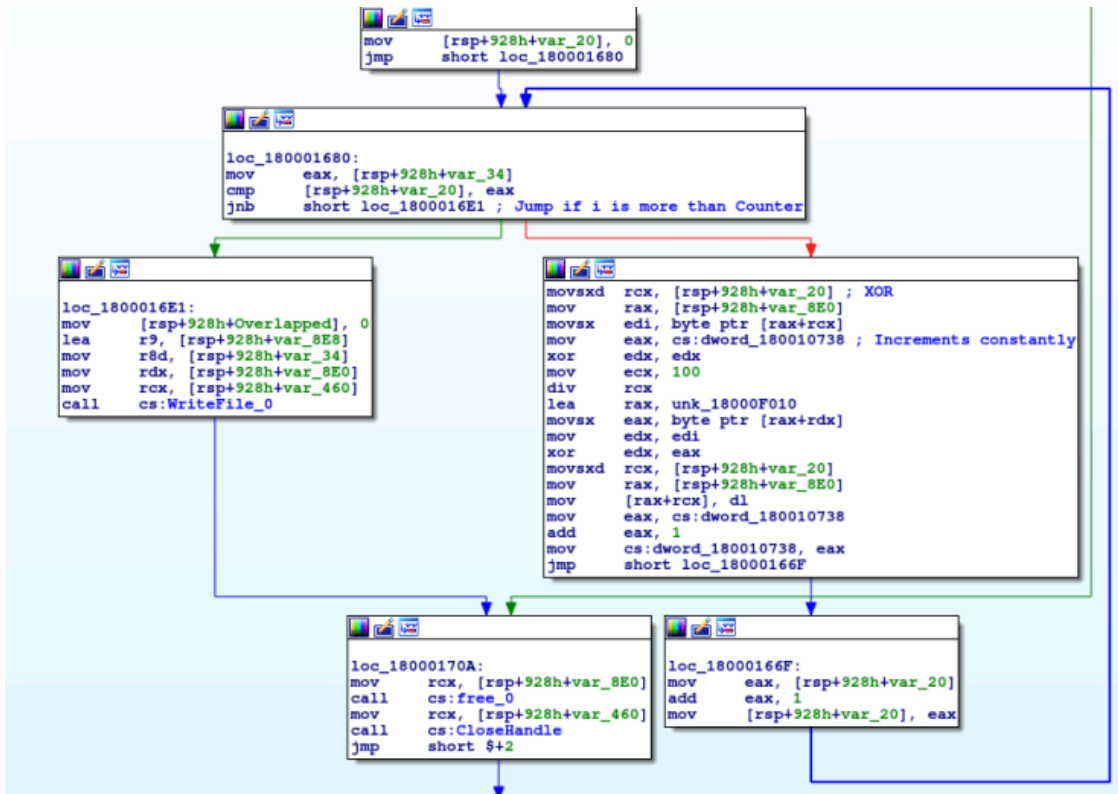 mov [rsp+928h+var_20], 0
jmp short loc_180001680
loc_180001680:
mov eax, [rsp+928h+var_34]
cmp [rsp+928h+var_20], eax
jnb short loc_1800016E1 ; Jump if i is more than Counter
loc_1800016E1:
mov [rsp+928h+Overlapped], 0
lea r9, [rsp+928h+var_8E8]
mov r8d, [rsp+928h+var_34]
mov rdx, [rsp+928h+var_8E0]
mov rcx, [rsp+928h+var_460]
call cs:WriteFile_0
movsxd rcx, [rsp+928h+var_20] ; XOR
mov rax, [rsp+928h+var_8E0]
movsx edi, byte ptr [rax+rcx]
mov eax, cs:dword_180010738 ; Increments constantly
xor edx, edx
mov ecx, 100
div rcx
lea rax, unk_18000F010
movsx eax, byte ptr [rax+rdx]
mov edx, edi
xor edx, eax
movsxd rcx, [rsp+928h+var_20]
mov rax, [rsp+928h+var_8E0]
mov [rax+rcx], dl
mov eax, cs:dword_180010738
add eax, 1
mov cs:dword_180010738, eax
jmp short loc_18000166F
loc_18000170A:
mov rcx, [rsp+928h+var_8E0]
call cs:free_0
mov rcx, [rsp+928h+var_460]
call cs:CloseHandle
jmp short $+2
loc_18000166F:
mov eax, [rsp+928h+var_20]
add eax, 1
mov [rsp+928h+var_20], eax